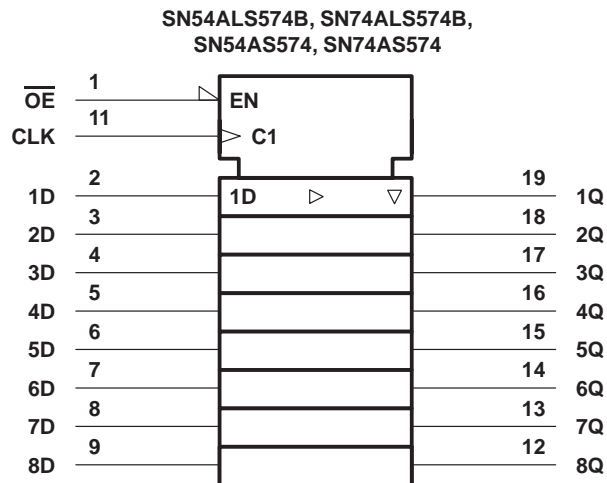 SN54ALS574B, SN74ALS574B,
SN54AS574, SN74AS574
OE 1 EN
CLK 11 C1
1D 2 1D 19 1Q
2D 3 18 2Q
3D 4 17 3Q
4D 5 16 4Q
5D 6 15 5Q
6D 7 14 6Q
7D 8 13 7Q
8D 9 12 8Q